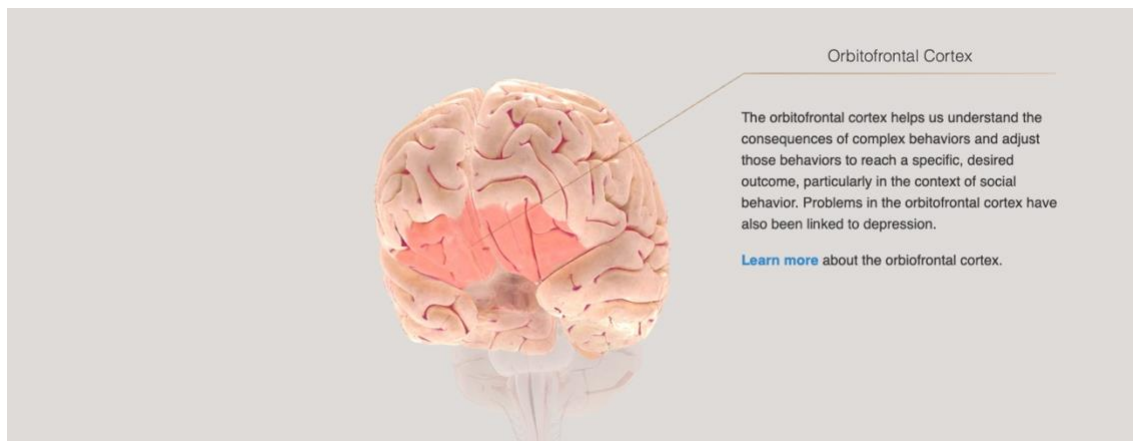 Orbitofrontal Cortex
The orbitofrontal cortex helps us understand the
consequences of complex behaviors and adjust
those behaviors to reach a specific, desired
outcome, particularly in the context of social
behavior. Problems in the orbitofrontal cortex have
also been linked to depression.
Learn more about the orbiofrontal cortex.